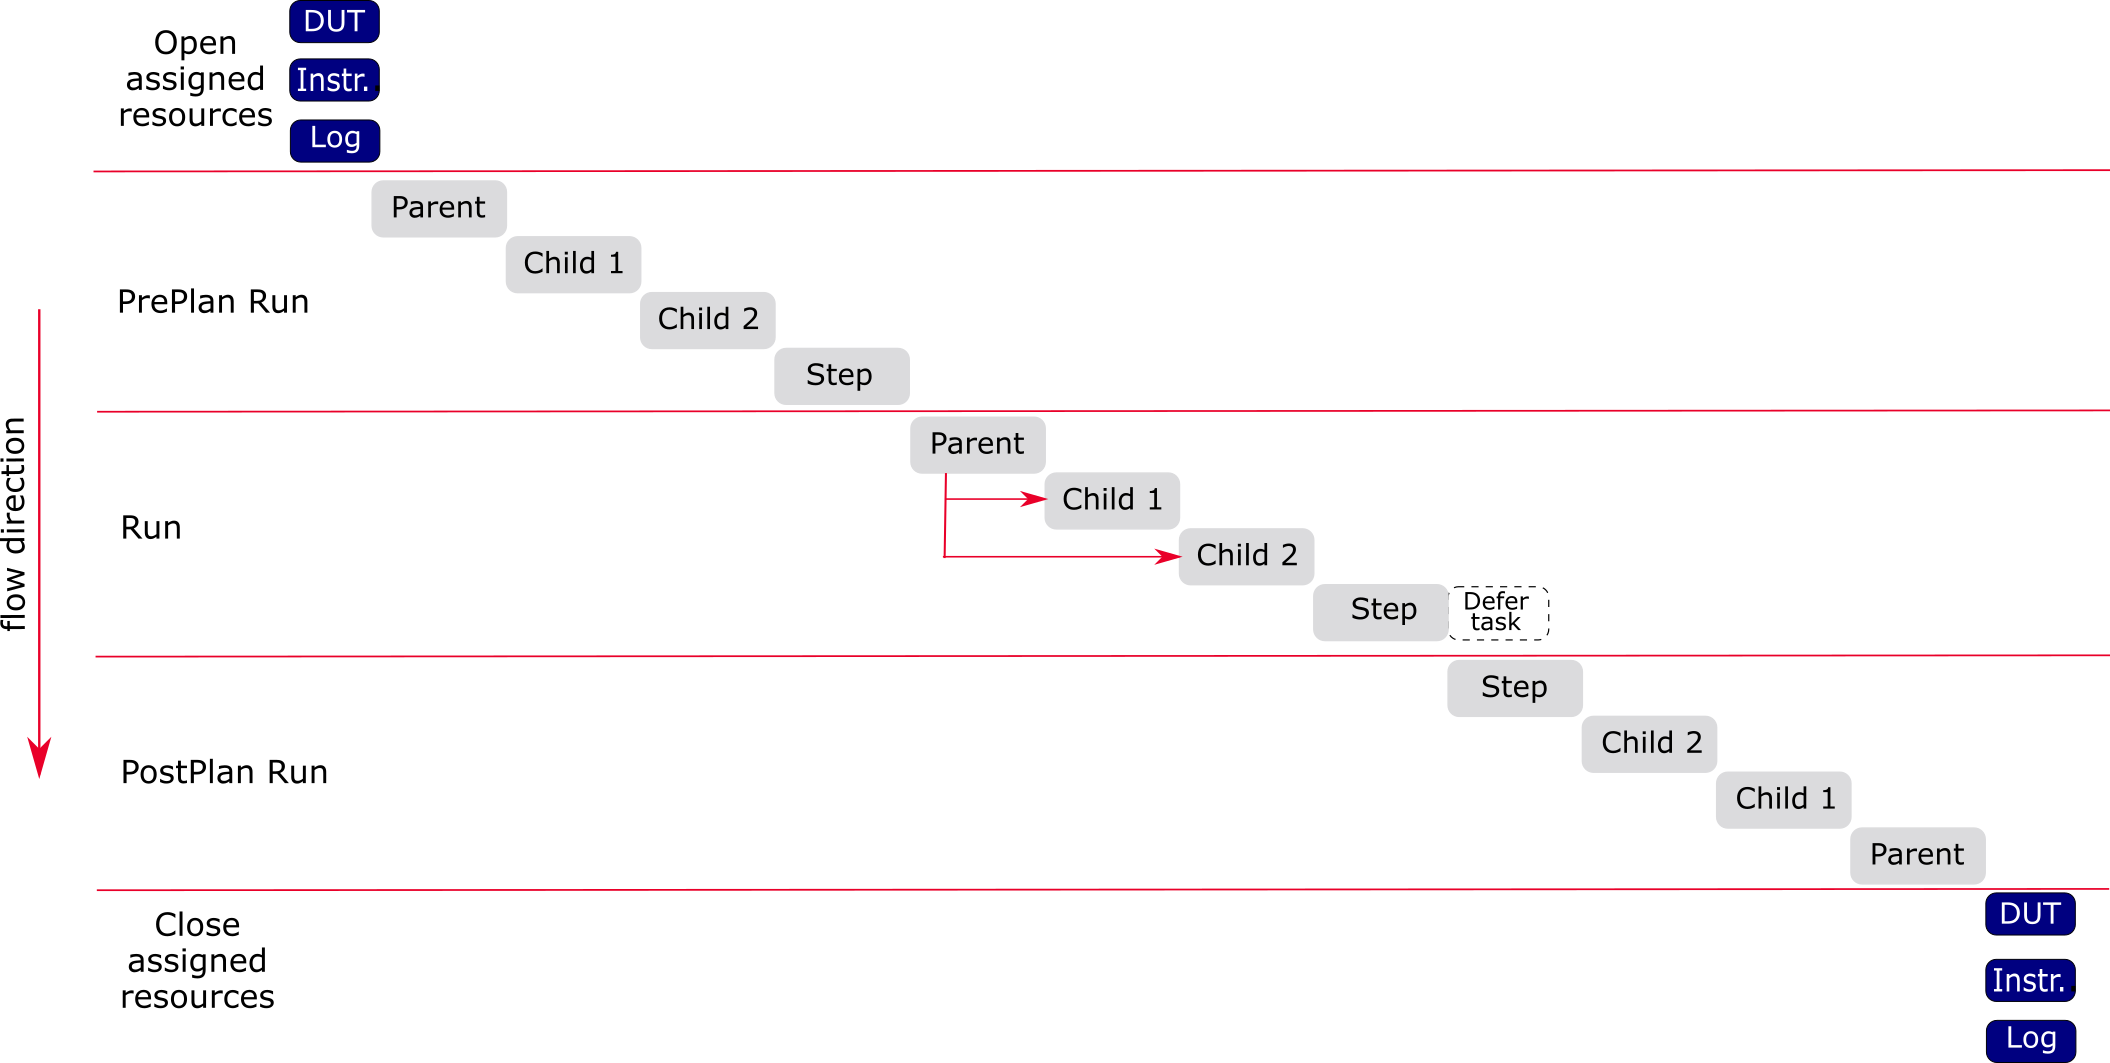 DUT
Open
assigned
resources
Instr.
Log
Parent
Child 1
PrePlan Run
Child 2
Step
flow direction
Parent
Child 1
Run
Child 2
Step
Defer
task
Step
Child 2
PostPlan Run
Child 1
Parent
Close
assigned
resources
DUT
Instr.
Log